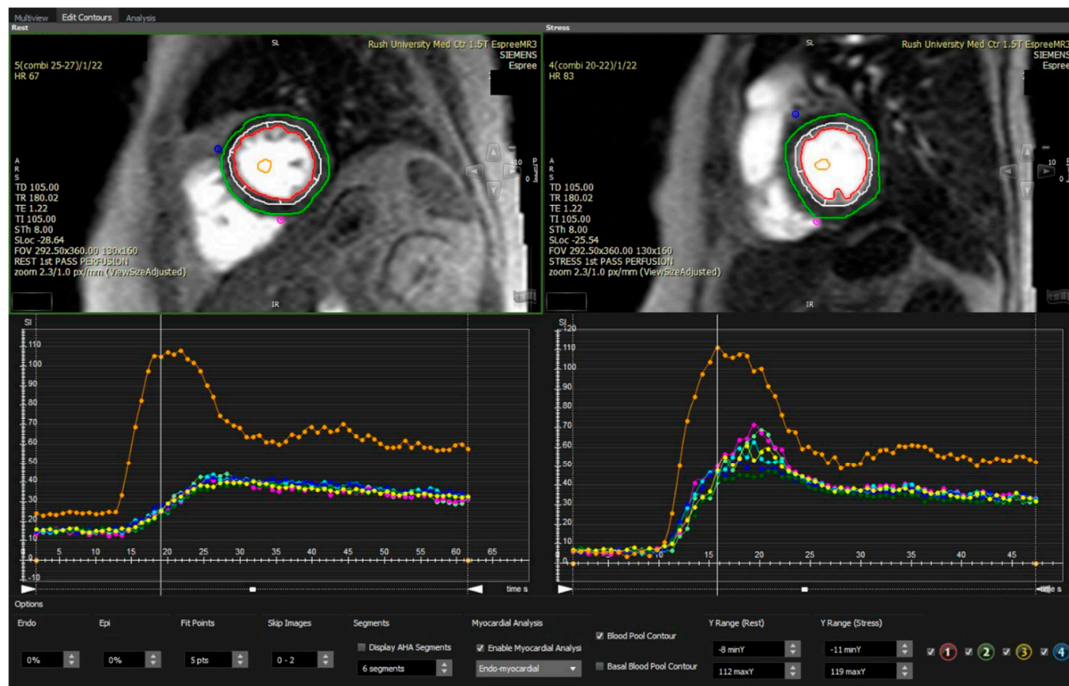 Multiview Edit Contours Analysis
Rest
Stress
SL
Rush University Med Ctr 1.5T EspreeMR3
SIEMENS
Espree
5(combi 25-27)/1/22
HR 67
A
R
S
TD 105.00
TR 180.02
TE 1.22
TI 105.00
STh 8.00
SLoc -28.64
FOV 292.50x360.00 130x160
REST 1st PASS PERFUSION
zoom 2.3/1.0 px/mm (ViewSizeAdjusted)
IR
10
0
SL
Rush University Med Ctr 1.5T EspreeMR3
SIEMENS
Espree
4(combi 20-22)/1/22
HR 83
A
R
S
TD 105.00
TR 180.02
TE 1.22
TI 105.00
STh 8.00
SLoc -25.54
FOV 292.50x360.00 130x160
STRESS 1st PASS PERFUSION
zoom 2.3/1.0 px/mm (ViewSizeAdjusted)
IR
10
0
SI
110
100
90
80
70
60
50
40
30
20
10
0
-10
0 5 10 15 20 25 30 35 40 45 50 55 60 65
time s
SI
120
110
100
90
80
70
60
50
40
30
20
10
0
0 10 15 20 25 30 35 40 45
time s
Options
Endo Epi Fit Points Skip Images Segments Myocardial Analysis Y Range (Rest) Y Range (Stress)
Display AHA Segments Enable Myocardial Analysi Blood Pool Contour -8 minY -11 minY 1 2 3 4
0% 0% 5 pts 0 - 2 6 segments Endo-myocardial Basal Blood Pool Contour 112 maxY 119 maxY